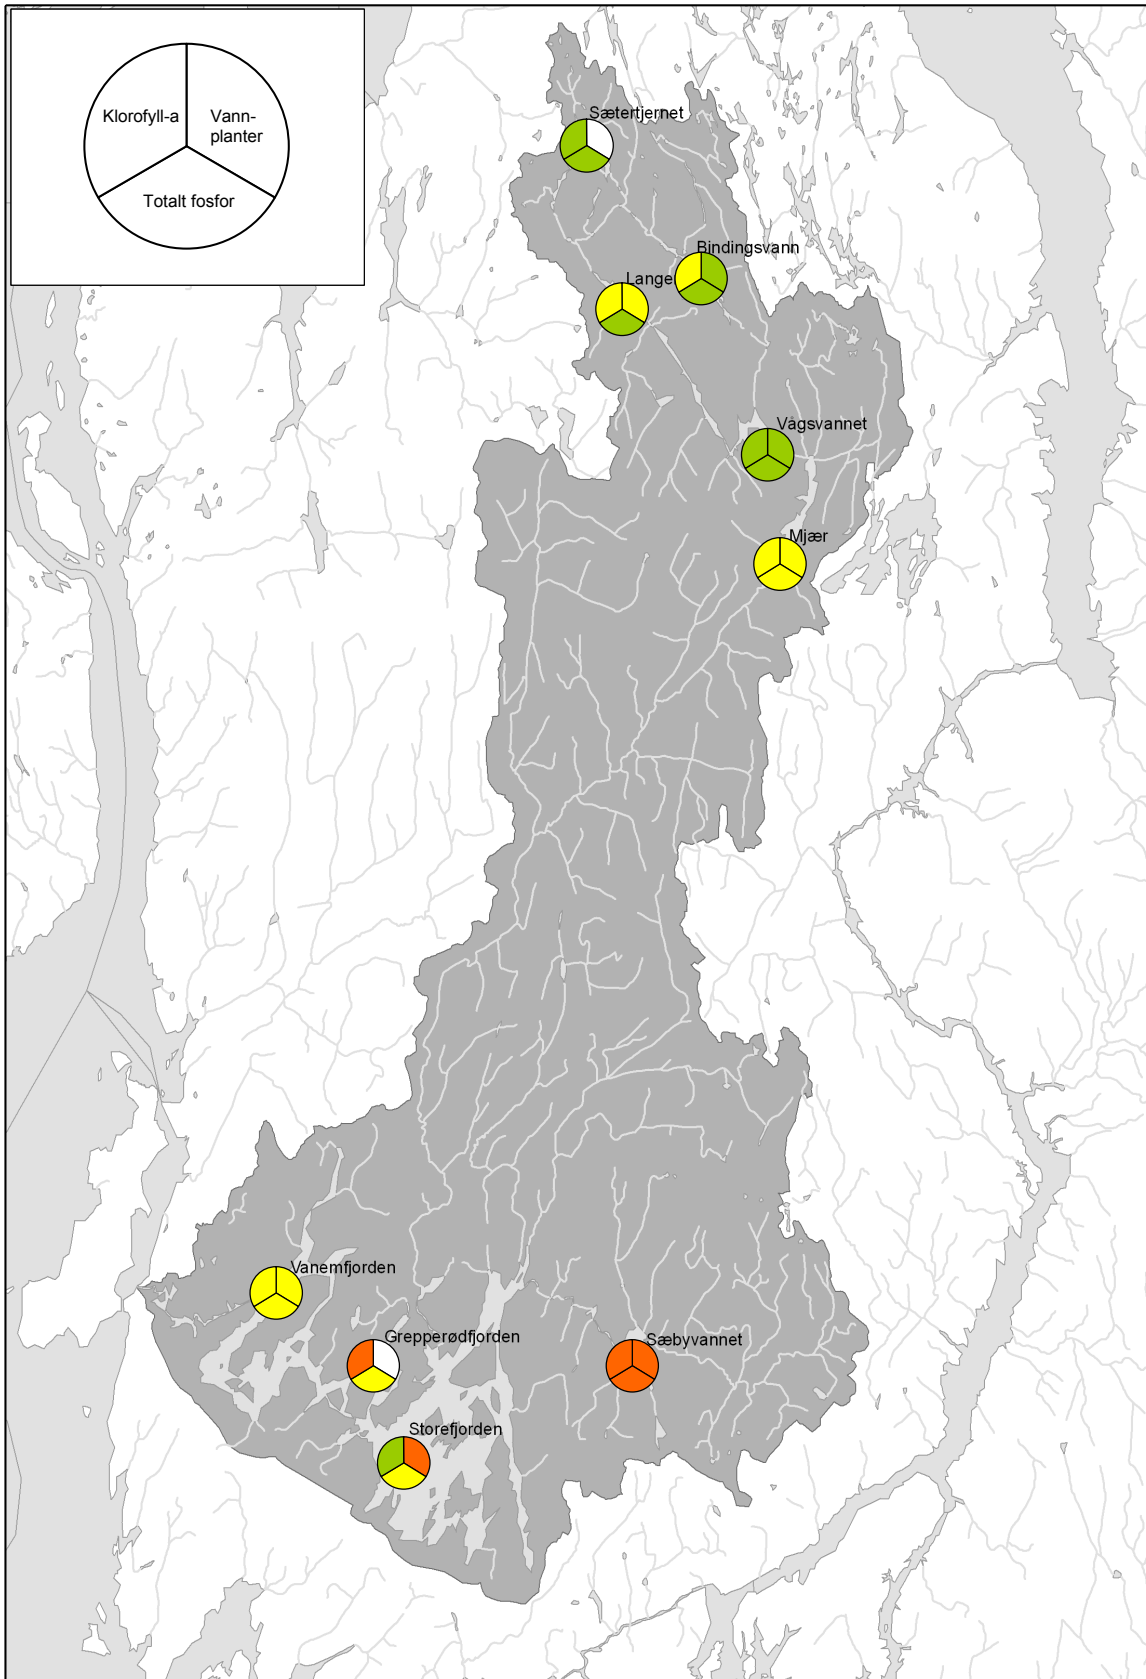 Klorofyll-a
Vann-
planter
Totalt fosfor
Sætertjernet
Bindingsvann
Lange
Vågsvannet
Mjær
Vanemfjorden
Grepperødfjorden
Sæbyvannet
Storefjorden